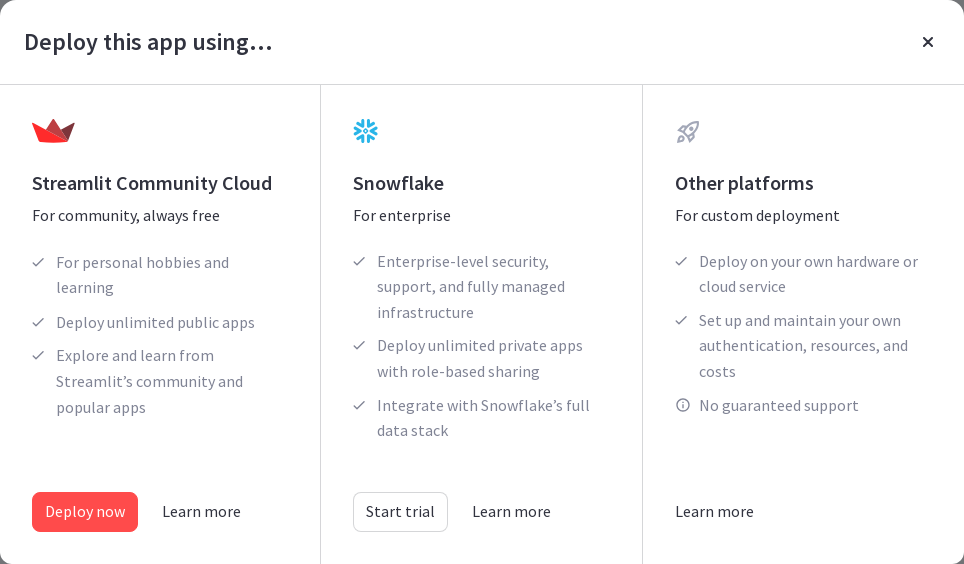 Deploy this app using...
Streamlit Community Cloud
For community, always free
For personal hobbies and
learning
Deploy unlimited public apps
Explore and learn from
Streamlit’s community and
popular apps
Deploy now
Learn more
Snowflake
For enterprise
Enterprise-level security,
support, and fully managed
infrastructure
Deploy unlimited private apps
with role-based sharing
Integrate with Snowflake’s full
data stack
Start trial
Learn more
Other platforms
For custom deployment
Deploy on your own hardware or
cloud service
Set up and maintain your own
authentication, resources, and
costs
No guaranteed support
Learn more